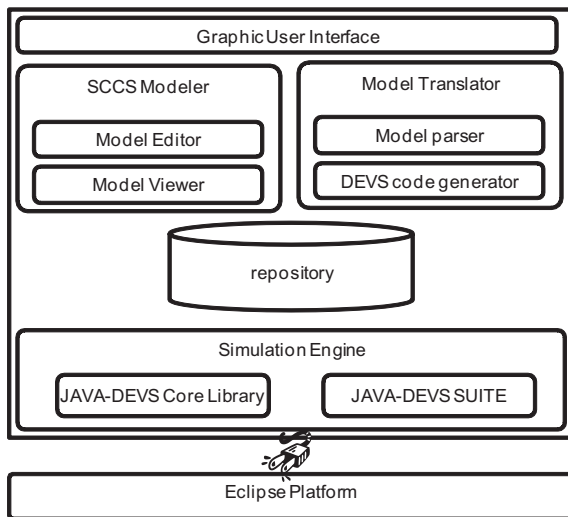 Graphic User Interface
SCCS Modeler
Model Editor
Model Viewer
Model Translator
Model parser
DEVS code generator
repository
Simulation Engine
JAVA-DEVS Core Library
JAVA-DEVS SUITE
Eclipse Platform